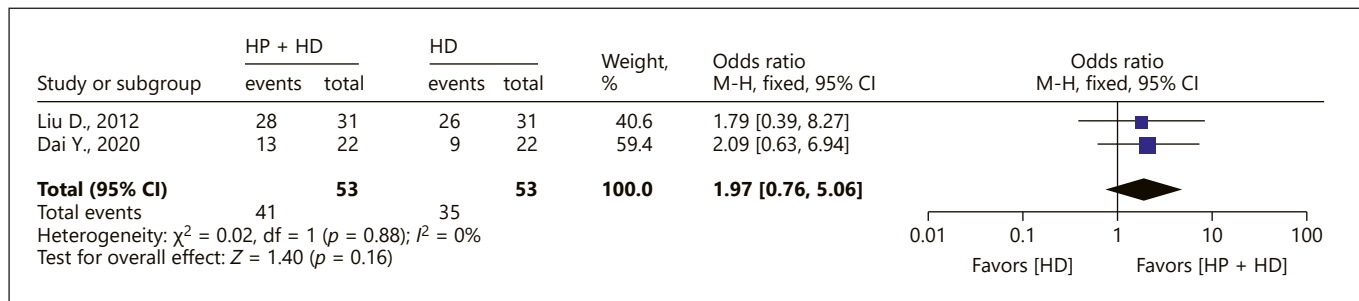 HP + HD HD Weight, Odds ratio Odds ratio
Study or subgroup events total events total % M-H, fixed, 95% CI M-H, fixed, 95% CI
Liu D., 2012 28 31 26 31 40.6 1.79 [0.39, 8.27]
Dai Y., 2020 13 22 9 22 59.4 2.09 [0.63, 6.94]
Total (95% CI) 53 53 100.0 1.97 [0.76, 5.06]
Total events 41 35
Heterogeneity: χ² = 0.02, df = 1 (p = 0.88); I² = 0%
Test for overall effect: Z = 1.40 (p = 0.16)
0.01 0.1 1 10 100
Favors [HD] Favors [HP + HD]